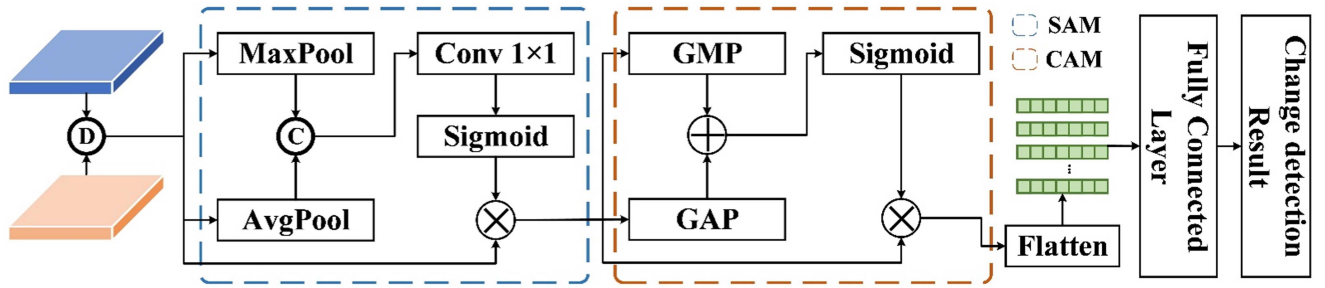 D
MaxPool
AvgPool
C
Conv 1×1
Sigmoid
GMP
GAP
Sigmoid
SAM
CAM
...
Flatten
Fully Connected
Layer
Change detection
Result